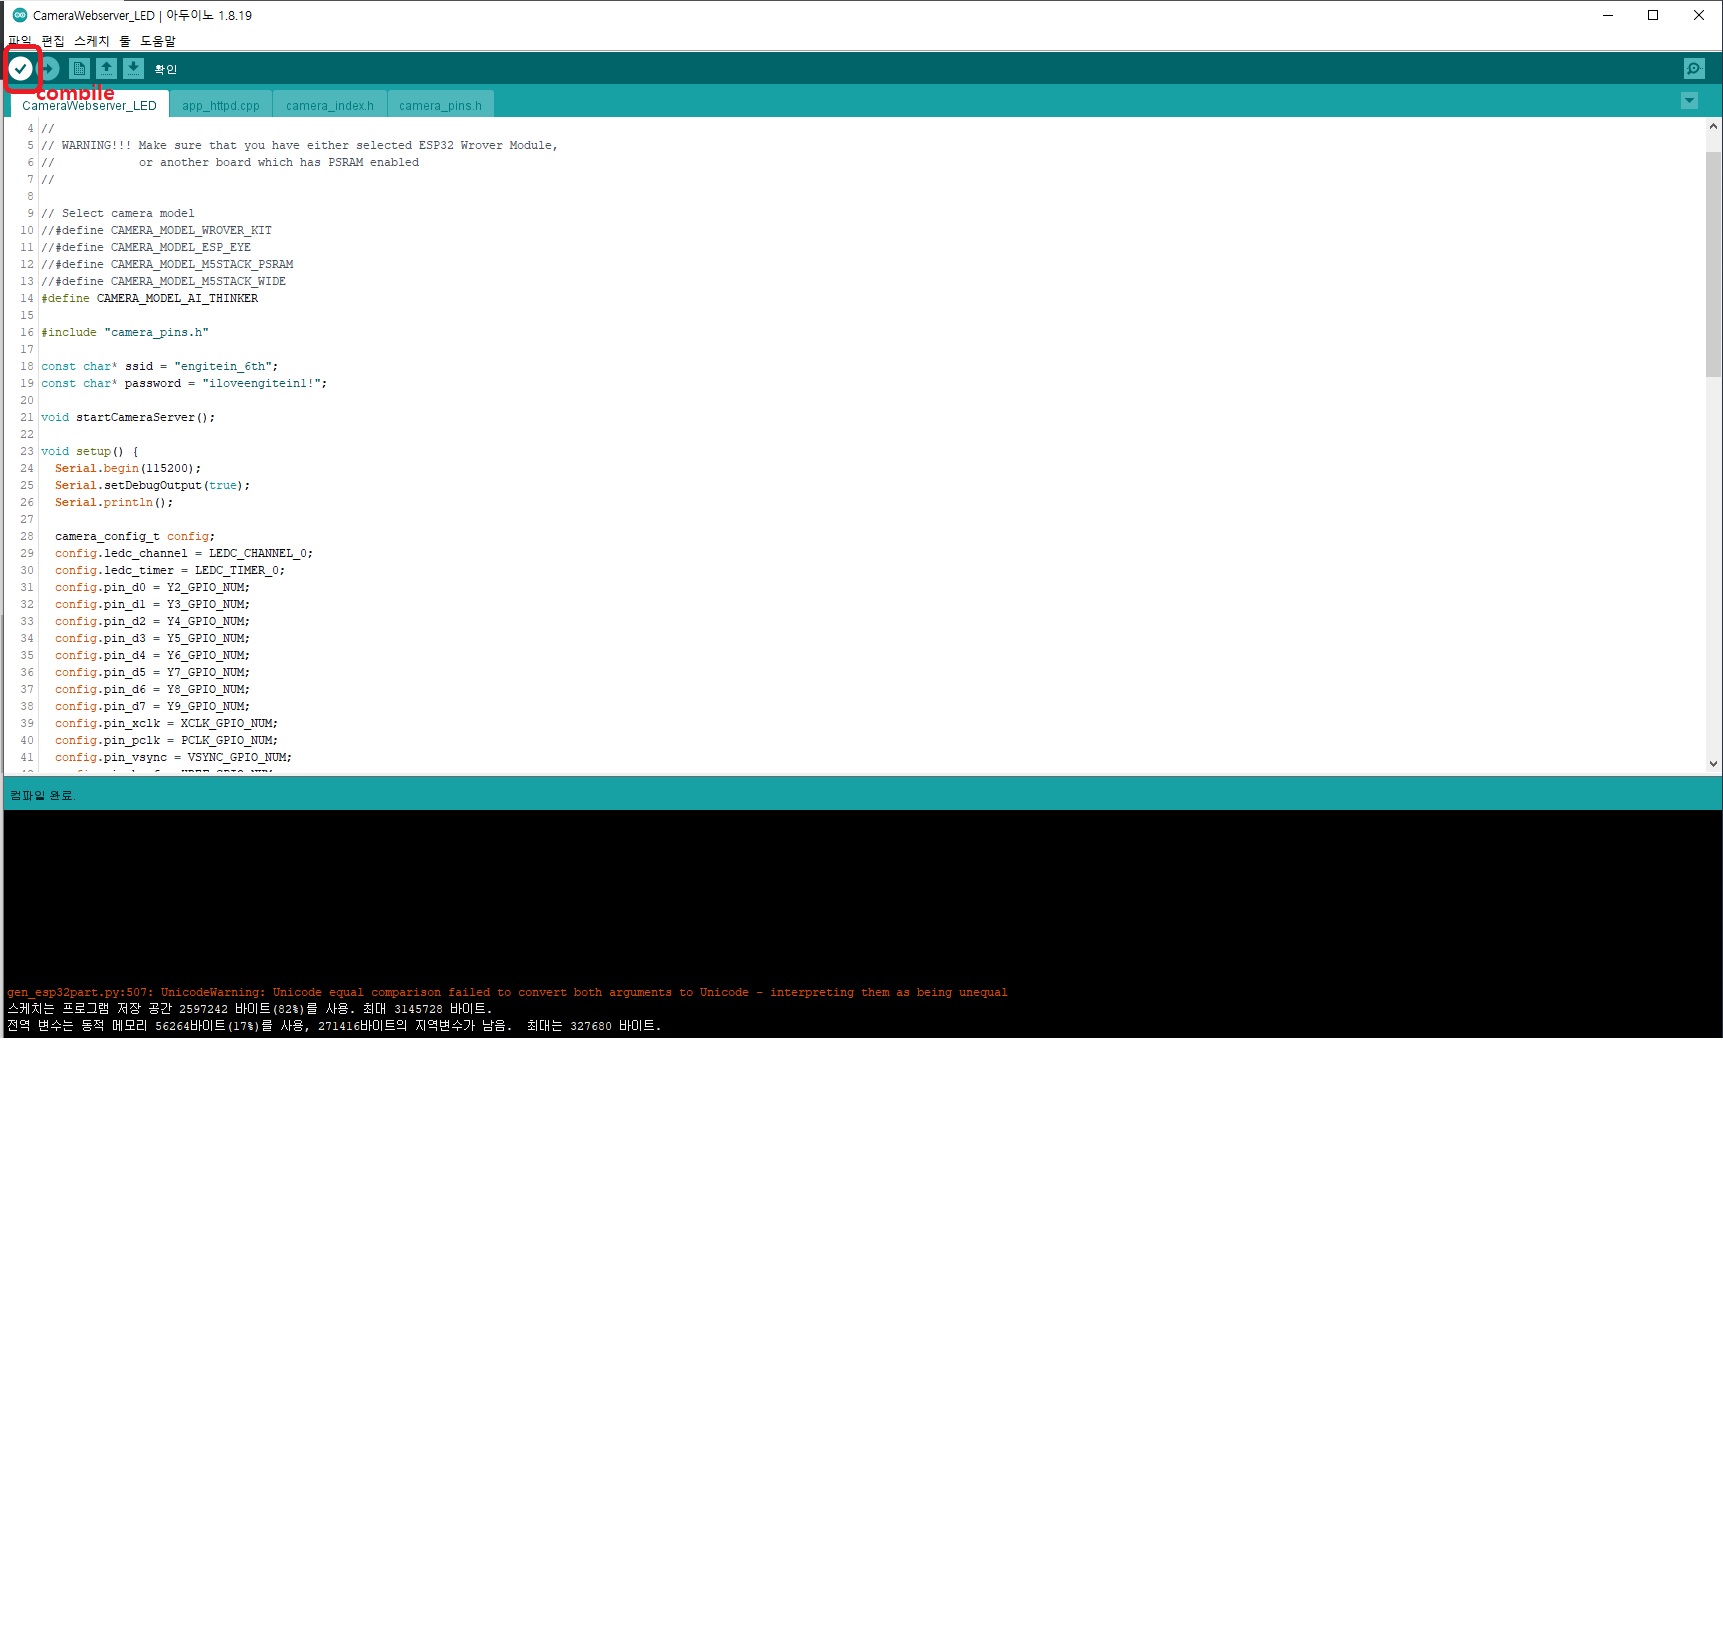 CameraWebserver_LED | 아두이노 1.8.19
파일 편집 스케치 툴 도움말
확인
combile
CameraWebserver_LED app_httpd.cpp camera_index.h camera_pins.h
4 //
5 // WARNING!!! Make sure that you have either selected ESP32 Wrover Module,
6 // or another board which has PSRAM enabled
7 //
8
9 // Select camera model
10 //#define CAMERA_MODEL_WROVER_KIT
11 //#define CAMERA_MODEL_ESP_EYE
12 //#define CAMERA_MODEL_M5STACK_PSRAM
13 //#define CAMERA_MODEL_M5STACK_WIDE
14 #define CAMERA_MODEL_AI_THINKER
15
16 #include "camera_pins.h"
17
18 const char* ssid = "engitein_6th";
19 const char* password = "iloveengitein1!";
20
21 void startCameraServer();
22
23 void setup() {
24 Serial.begin(115200);
25 Serial.setDebugOutput(true);
26 Serial.println();
27
28 camera_config_t config;
29 config.ledc_channel = LEDC_CHANNEL_0;
30 config.ledc_timer = LEDC_TIMER_0;
31 config.pin_d0 = Y2_GPIO_NUM;
32 config.pin_d1 = Y3_GPIO_NUM;
33 config.pin_d2 = Y4_GPIO_NUM;
34 config.pin_d3 = Y5_GPIO_NUM;
35 config.pin_d4 = Y6_GPIO_NUM;
36 config.pin_d5 = Y7_GPIO_NUM;
37 config.pin_d6 = Y8_GPIO_NUM;
38 config.pin_d7 = Y9_GPIO_NUM;
39 config.pin_xclk = XCLK_GPIO_NUM;
40 config.pin_pclk = PCLK_GPIO_NUM;
41 config.pin_vsync = VSYNC_GPIO_NUM;
컴파일 완료.
gen_esp32part.py:507: UnicodeWarning: Unicode equal comparison failed to convert both arguments to Unicode - interpreting them as being unequal
스케치는 프로그램 저장 공간 2597242 바이트(82%)를 사용. 최대 3145728 바이트.
전역 변수는 동적 메모리 56264바이트(17%)를 사용, 271416바이트의 지역변수가 남음.  최대는 327680 바이트.